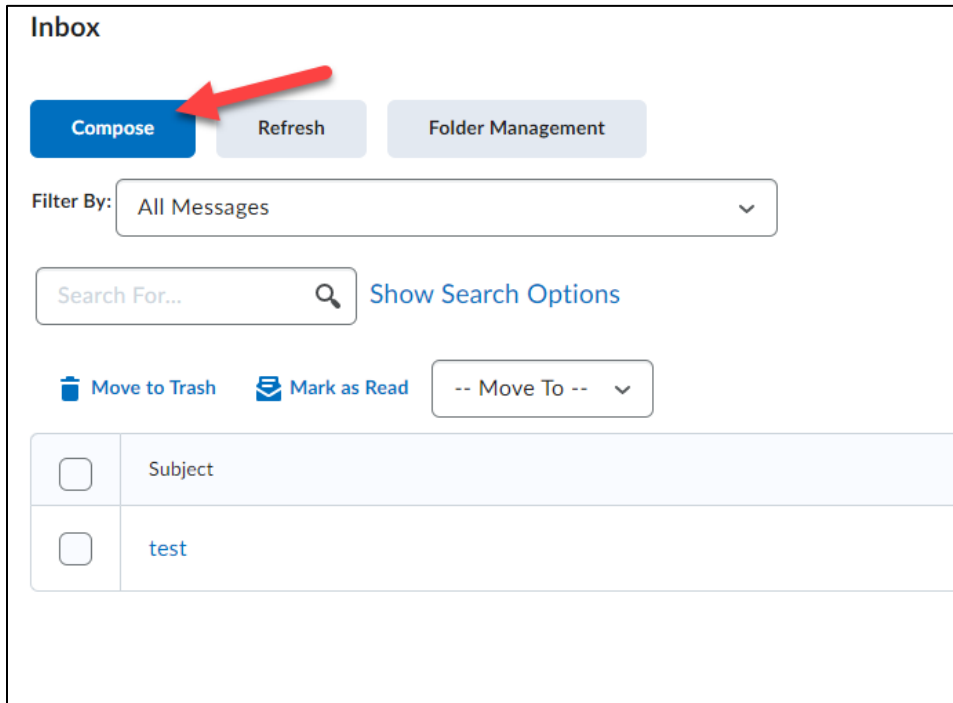 Inbox
Compose Refresh Folder Management
Filter By: All Messages
Search For... Show Search Options
Move to Trash Mark as Read -- Move To --
Subject
test